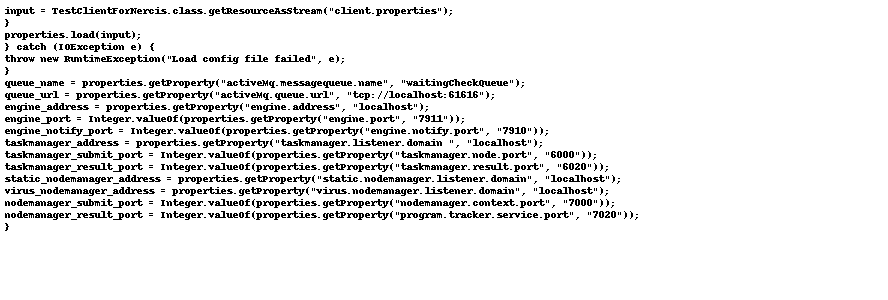 input = TestClientForNercis.class.getResourceAsStream("client.properties");
}
properties.load(input);
} catch (IOException e) {
throw new RuntimeException("Load config file failed", e);
}
queue_name = properties.getProperty("activeMq.messagequeue.name", "waitingCheckQueue");
queue_url = properties.getProperty("activeMq.queue.url", "tcp://localhost:61616");
engine_address = properties.getProperty("engine.address", "localhost");
engine_port = Integer.valueOf(properties.getProperty("engine.port", "7911"));
engine_notify_port = Integer.valueOf(properties.getProperty("engine.notify.port", "7910"));
taskmanager_address = properties.getProperty("taskmanager.listener.domain ", "localhost");
taskmanager_submit_port = Integer.valueOf(properties.getProperty("taskmanager.node.port", "6000"));
taskmanager_result_port = Integer.valueOf(properties.getProperty("taskmanager.result.port", "6020"));
static_nodemanager_address = properties.getProperty("static.nodemanager.listener.domain", "localhost");
virus_nodemanager_address = properties.getProperty("virus.nodemanager.listener.domain", "localhost");
nodemanager_submit_port = Integer.valueOf(properties.getProperty("nodemanager.context.port", "7000"));
nodemanager_result_port = Integer.valueOf(properties.getProperty("program.tracker.service.port", "7020"));
}